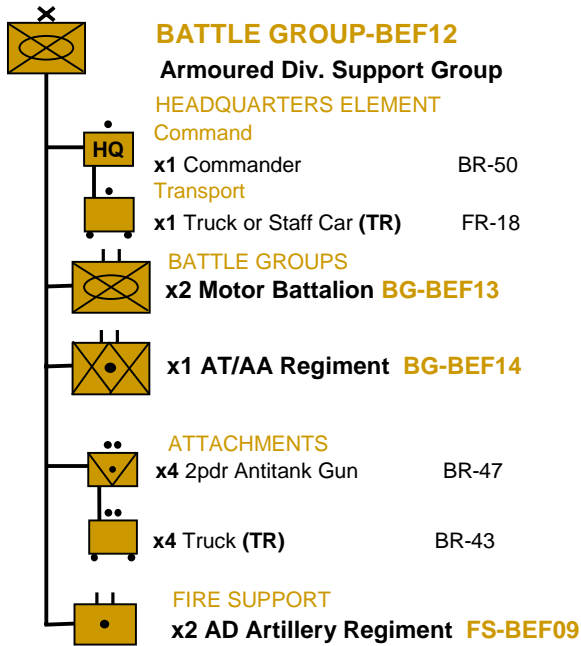 BATTLE GROUP-BEF12
Armoured Div. Support Group
HEADQUARTERS ELEMENT
Command
HQ
x1 Commander BR-50
Transport
x1 Truck or Staff Car (TR) FR-18
BATTLE GROUPS
x2 Motor Battalion BG-BEF13
x1 AT/AA Regiment BG-BEF14
ATTACHMENTS
x4 2pdr Antitank Gun BR-47
x4 Truck (TR) BR-43
FIRE SUPPORT
x2 AD Artillery Regiment FS-BEF09